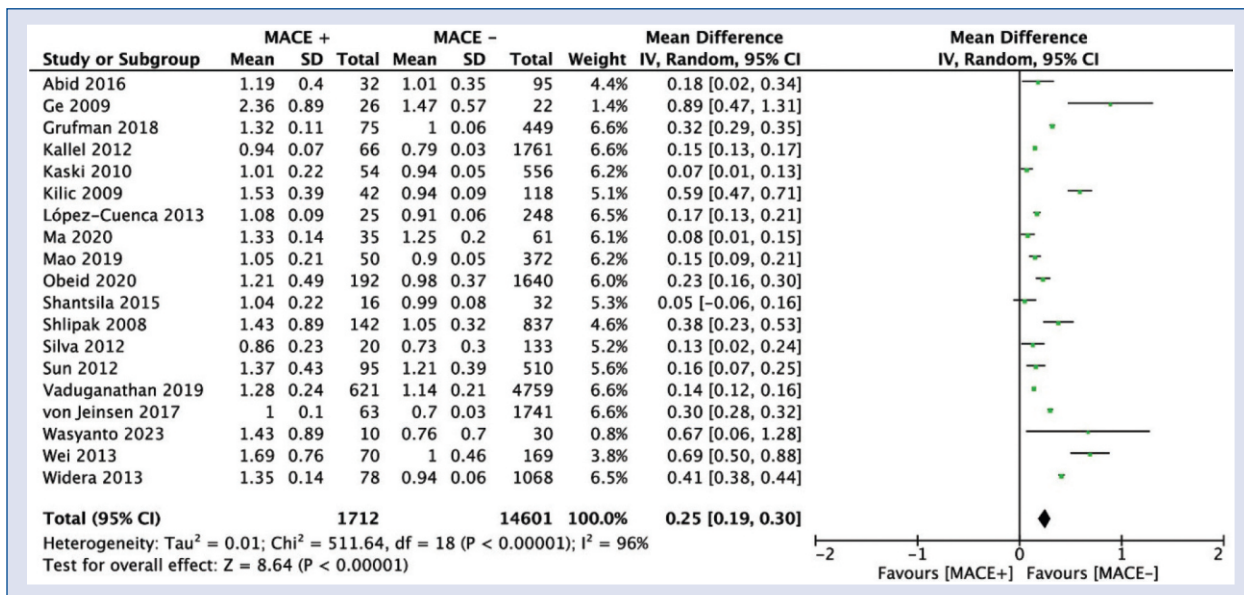 MACE + MACE – Mean Difference Mean Difference
Study or Subgroup Mean SD Total Mean SD Total Weight IV, Random, 95% CI IV, Random, 95% CI
Abid 2016 1.19 0.4 32 1.01 0.35 95 4.4% 0.18 [0.02, 0.34]
Ge 2009 2.36 0.89 26 1.47 0.57 22 1.4% 0.89 [0.47, 1.31]
Grufman 2018 1.32 0.11 75 1 0.06 449 6.6% 0.32 [0.29, 0.35]
Kallel 2012 0.94 0.07 66 0.79 0.03 1761 6.6% 0.15 [0.13, 0.17]
Kaski 2010 1.01 0.22 54 0.94 0.05 556 6.2% 0.07 [0.01, 0.13]
Kilic 2009 1.53 0.39 42 0.94 0.09 118 5.1% 0.59 [0.47, 0.71]
López-Cuenca 2013 1.08 0.09 25 0.91 0.06 248 6.5% 0.17 [0.13, 0.21]
Ma 2020 1.33 0.14 35 1.25 0.2 61 6.1% 0.08 [0.01, 0.15]
Mao 2019 1.05 0.21 50 0.9 0.05 372 6.2% 0.15 [0.09, 0.21]
Obeid 2020 1.21 0.49 192 0.98 0.37 1640 6.0% 0.23 [0.16, 0.30]
Shantsila 2015 1.04 0.22 16 0.99 0.08 32 5.3% 0.05 [-0.06, 0.16]
Shlipak 2008 1.43 0.89 142 1.05 0.32 837 4.6% 0.38 [0.23, 0.53]
Silva 2012 0.86 0.23 20 0.73 0.3 133 5.2% 0.13 [0.02, 0.24]
Sun 2012 1.37 0.43 95 1.21 0.39 510 5.7% 0.16 [0.07, 0.25]
Vaduganathan 2019 1.28 0.24 621 1.14 0.21 4759 6.6% 0.14 [0.12, 0.16]
von Jeinsen 2017 1 0.1 63 0.7 0.03 1741 6.6% 0.30 [0.28, 0.32]
Wasyanto 2023 1.43 0.89 10 0.76 0.7 30 0.8% 0.67 [0.06, 1.28]
Wei 2013 1.69 0.76 70 1 0.46 169 3.8% 0.69 [0.50, 0.88]
Widera 2013 1.35 0.14 78 0.94 0.06 1068 6.5% 0.41 [0.38, 0.44]
Total (95% CI) 1712 14601 100.0% 0.25 [0.19, 0.30]
Heterogeneity: Tau² = 0.01; Chi² = 511.64, df = 18 (P < 0.00001); I² = 96%
Test for overall effect: Z = 8.64 (P < 0.00001)
−2 −1 0 1 2
Favours [MACE+] Favours [MACE−]